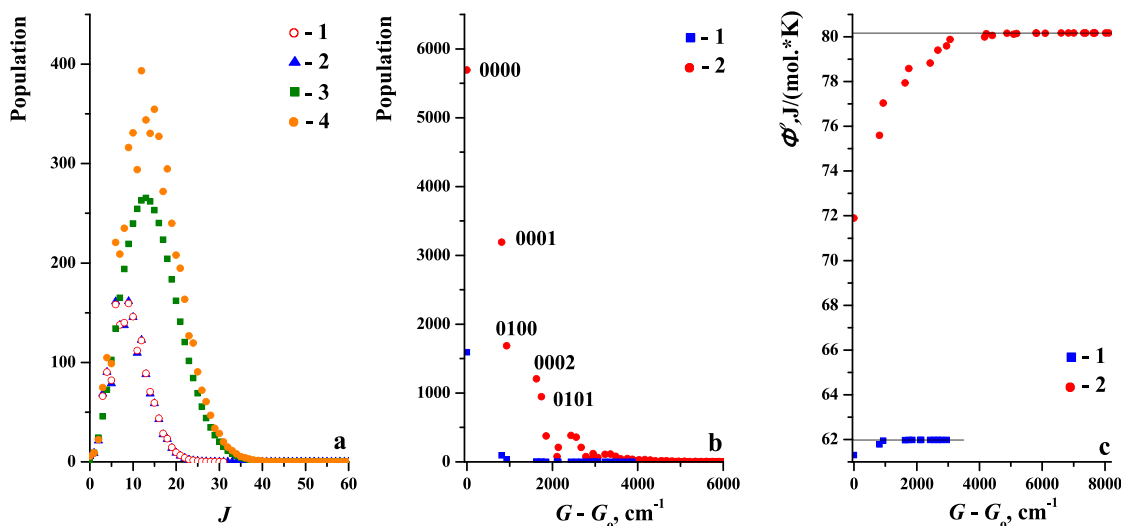 Population
400
300
200
100
0
- 1
- 2
- 3
- 4
a
0 10 20 30 40 50 60
J
Population
6000
5000
4000
3000
2000
1000
0
- 1
- 2
0000
0001
0100
0002
0101
b
0 2000 4000 6000
G - Go, cm-1
Φo, J/(mol.*K)
80
78
76
74
72
70
68
66
64
62
- 1
- 2
c
0 2000 4000 6000 8000
G - Go, cm-1